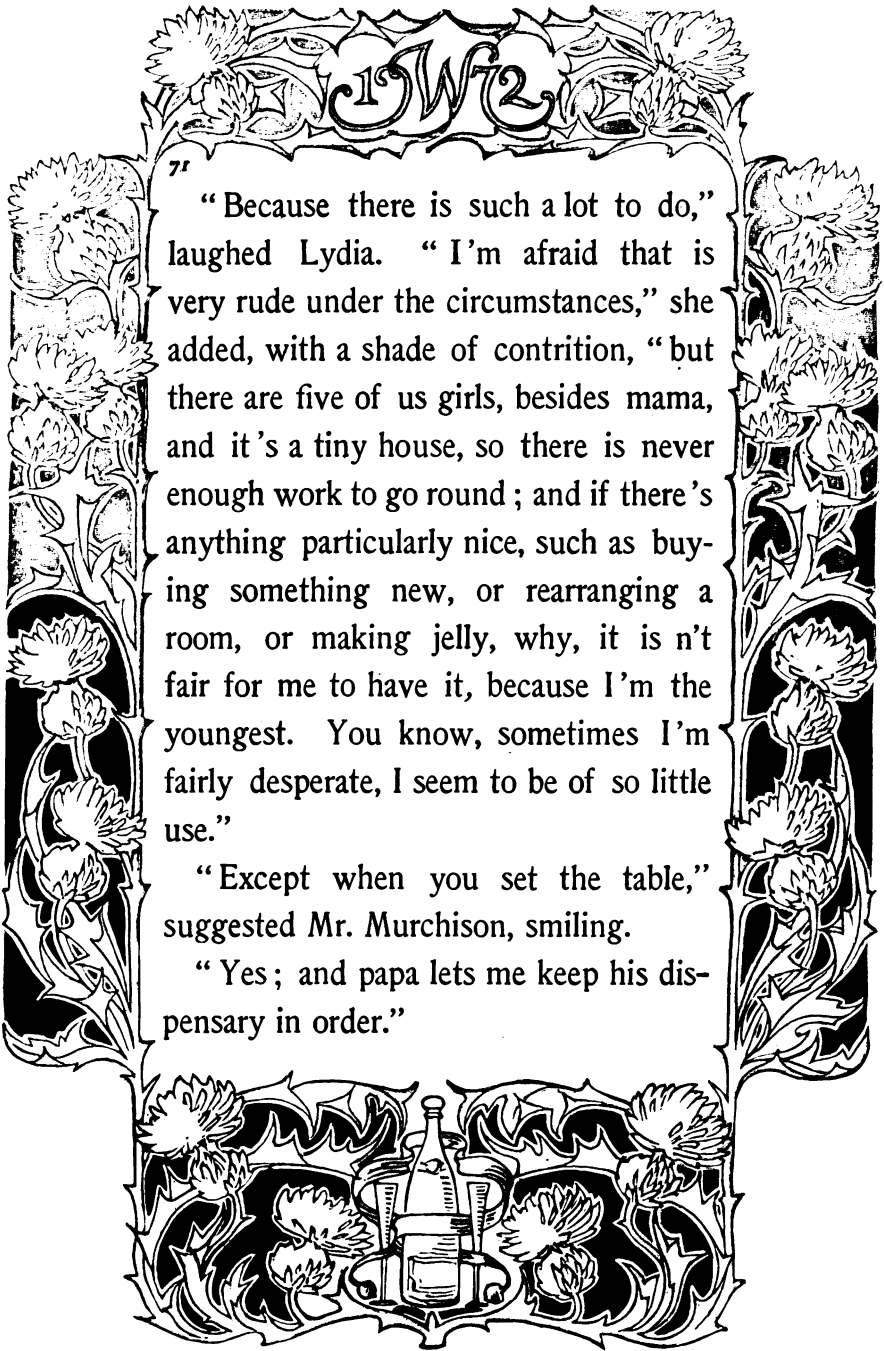 19 W 72
71
“Because there is such a lot to do,”
laughed Lydia. “I'm afraid that is
very rude under the circumstances,” she
added, with a shade of contrition, “but
there are five of us girls, besides mama,
and it's a tiny house, so there is never
enough work to go round; and if there's
anything particularly nice, such as buy-
ing something new, or rearranging a
room, or making jelly, why, it is n't
fair for me to have it, because I'm the
youngest. You know, sometimes I'm
fairly desperate, I seem to be of so little
use.”
“Except when you set the table,”
suggested Mr. Murchison, smiling.
“Yes; and papa lets me keep his dis-
pensary in order.”